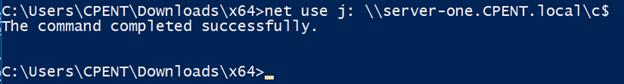 C:\Users\CPENT\Downloads\x64>net use j: \\server-one.CPENT.local\c$
The command completed successfully.
C:\Users\CPENT\Downloads\x64>